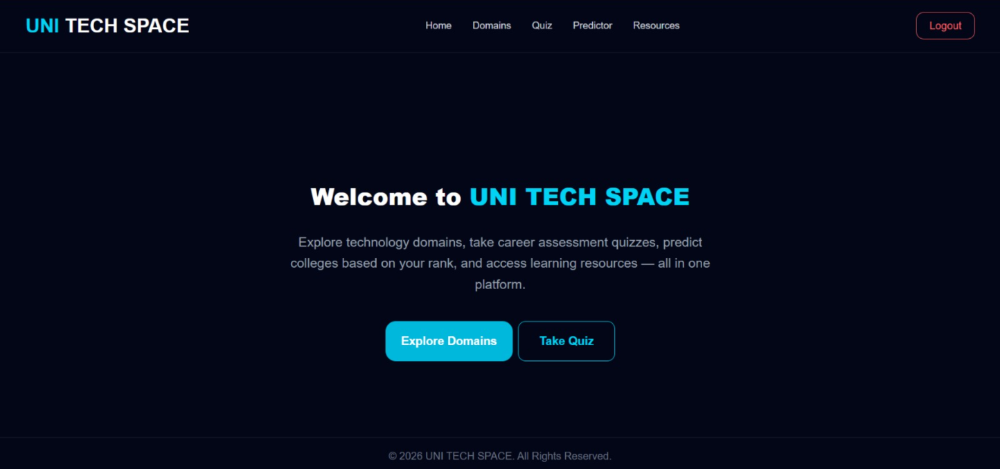 UNI TECH SPACE
Home
Domains
Quiz
Predictor
Resources
Logout
Welcome to UNI TECH SPACE
Explore technology domains, take career assessment quizzes, predict
colleges based on your rank, and access learning resources — all in one
platform.
Explore Domains
Take Quiz
© 2026 UNI TECH SPACE. All Rights Reserved.